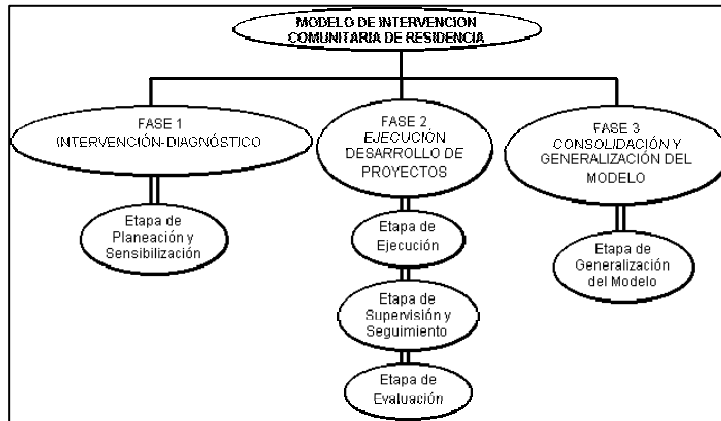 MODELO DE INTERVENCION
COMUNITARIA DE RESIDENCIA
FASE 1
INTERVENCIÓN-DIAGNÓSTICO
Etapa de
Planeación y
Sensibilización
FASE 2
EJECUCIÓN
DESARROLLO DE
PROYECTOS
Etapa de
Ejecución
Etapa de
Supervisión y
Seguimiento
Etapa de
Evaluación
FASE 3
CONSOLIDACIÓN Y
GENERALIZACIÓN DEL
MODELO
Etapa de
Generalización
del Modelo